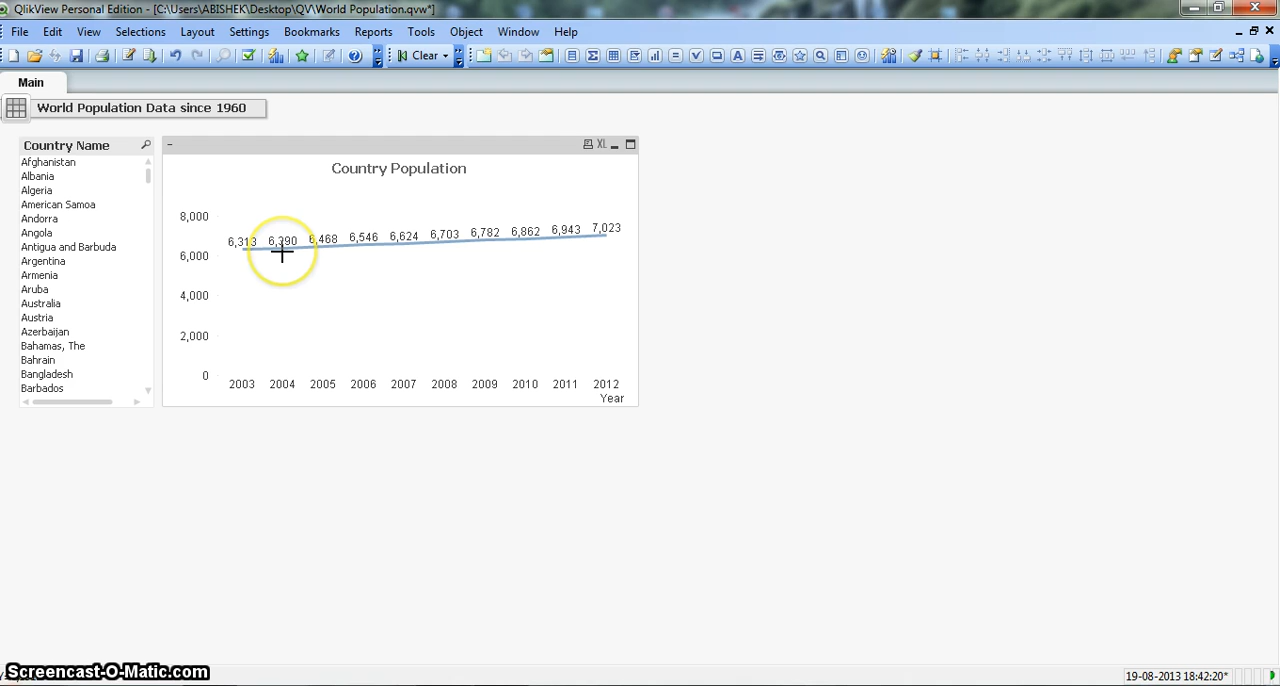 QlikView Personal Edition - [C:\Users\ABISHEK\Desktop\QV\World Population.qvw*]
File Edit View Selections Layout Settings Bookmarks Reports Tools Object Window Help
Clear
Main
World Population Data since 1960
Country Name
Afghanistan
Albania
Algeria
American Samoa
Andorra
Angola
Antigua and Barbuda
Argentina
Armenia
Aruba
Australia
Austria
Azerbaijan
Bahamas, The
Bahrain
Bangladesh
Barbados
XL
Country Population
8,000
6,000
4,000
2,000
0
6,313 6,390 6,468 6,546 6,624 6,703 6,782 6,862 6,943 7,023
2003 2004 2005 2006 2007 2008 2009 2010 2011 2012
Year
Screencast-O-Matic.com
19-08-2013 18:42:20*